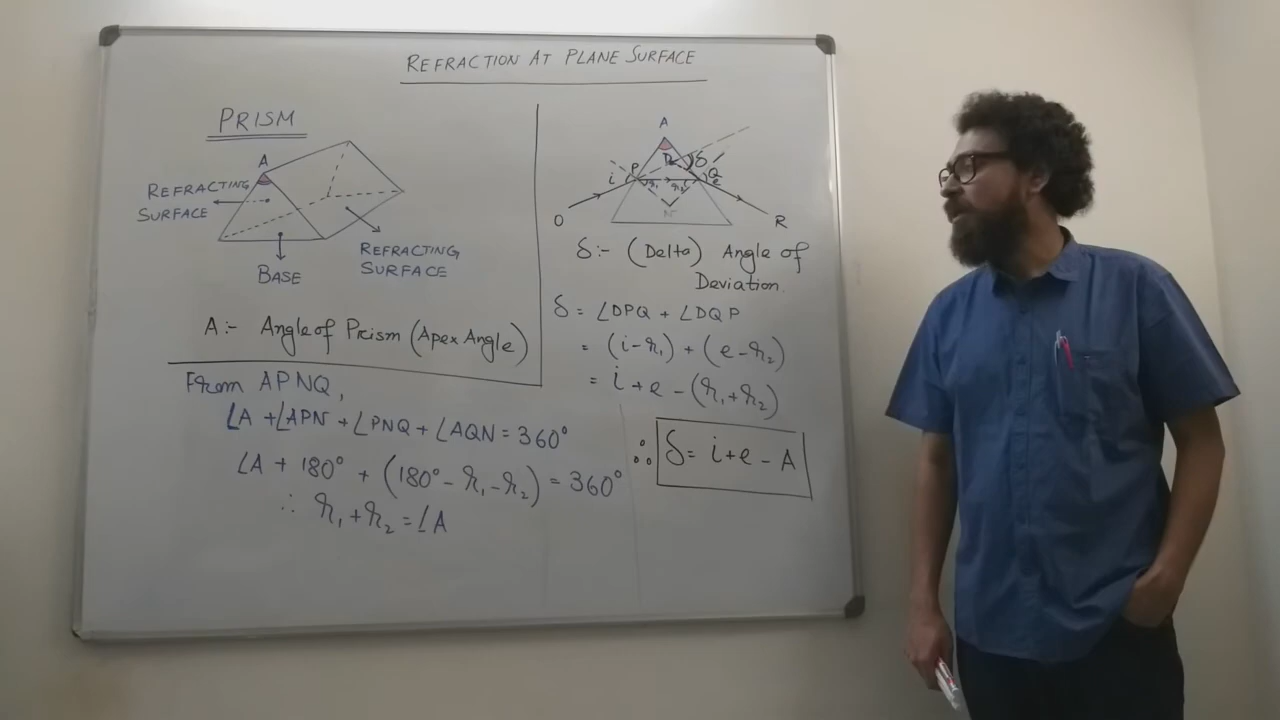 REFRACTION AT PLANE SURFACE
PRISM
A
REFRACTING
SURFACE
BASE
REFRACTING
SURFACE
A:- Angle of Prism (Apex Angle)
From APNQ,
∠A + ∠APN + ∠PNQ + ∠AQN = 360°
∠A + 180° + (180° - r₁ - r₂) = 360°
∴ r₁ + r₂ = ∠A
A
D δ
P Q
i r₁ r₂ e
N
O R
δ:- (Delta) Angle of
Deviation.
δ = ∠DPQ + ∠DQP
= (i - r₁) + (e - r₂)
= i + e - (r₁ + r₂)
∴ δ = i + e - A